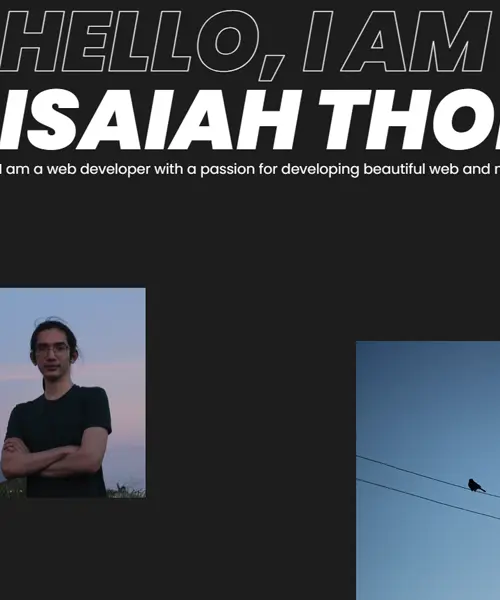 HELLO, I AM
ISAIAH THO
I am a web developer with a passion for developing beautiful web and